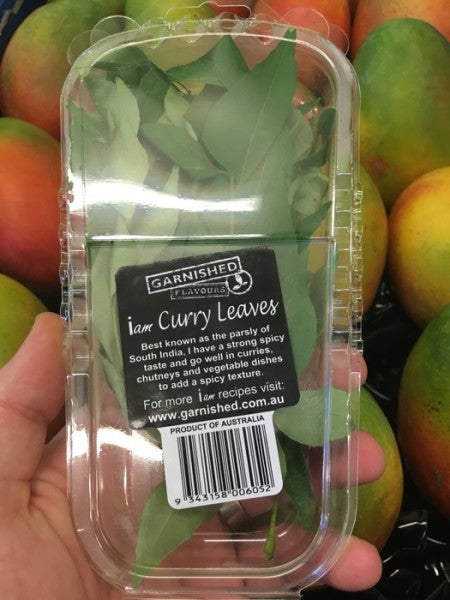 GARNISHED
FLAVOURS
iam Curry Leaves
Best known as the parsly of
South India, I have a strong spicy
taste and go well in curries,
chutneys and vegetable dishes
to add a spicy texture.
For more iam recipes visit:
www.garnished.com.au
PRODUCT OF AUSTRALIA
9 343158 006052